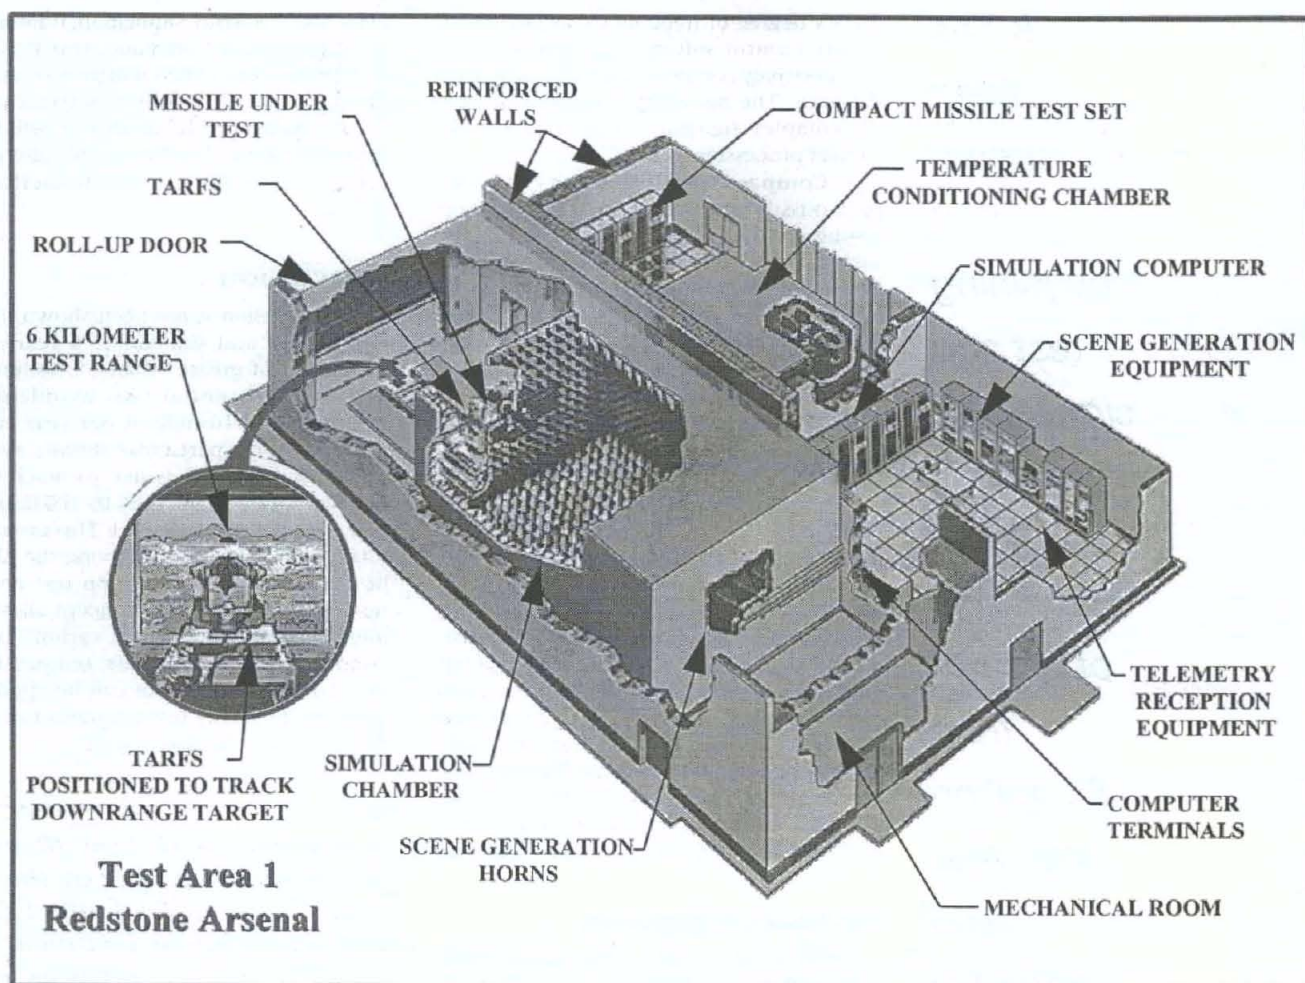 MISSILE UNDER
TEST
REINFORCED
WALLS
COMPACT MISSILE TEST SET
TARFS
TEMPERATURE
CONDITIONING CHAMBER
ROLL-UP DOOR
SIMULATION COMPUTER
6 KILOMETER
TEST RANGE
SCENE GENERATION
EQUIPMENT
TELEMETRY
RECEPTION
EQUIPMENT
TARFS
POSITIONED TO TRACK
DOWNRANGE TARGET
SIMULATION
CHAMBER
COMPUTER
TERMINALS
SCENE GENERATION
HORNS
MECHANICAL ROOM
Test Area 1
Redstone Arsenal